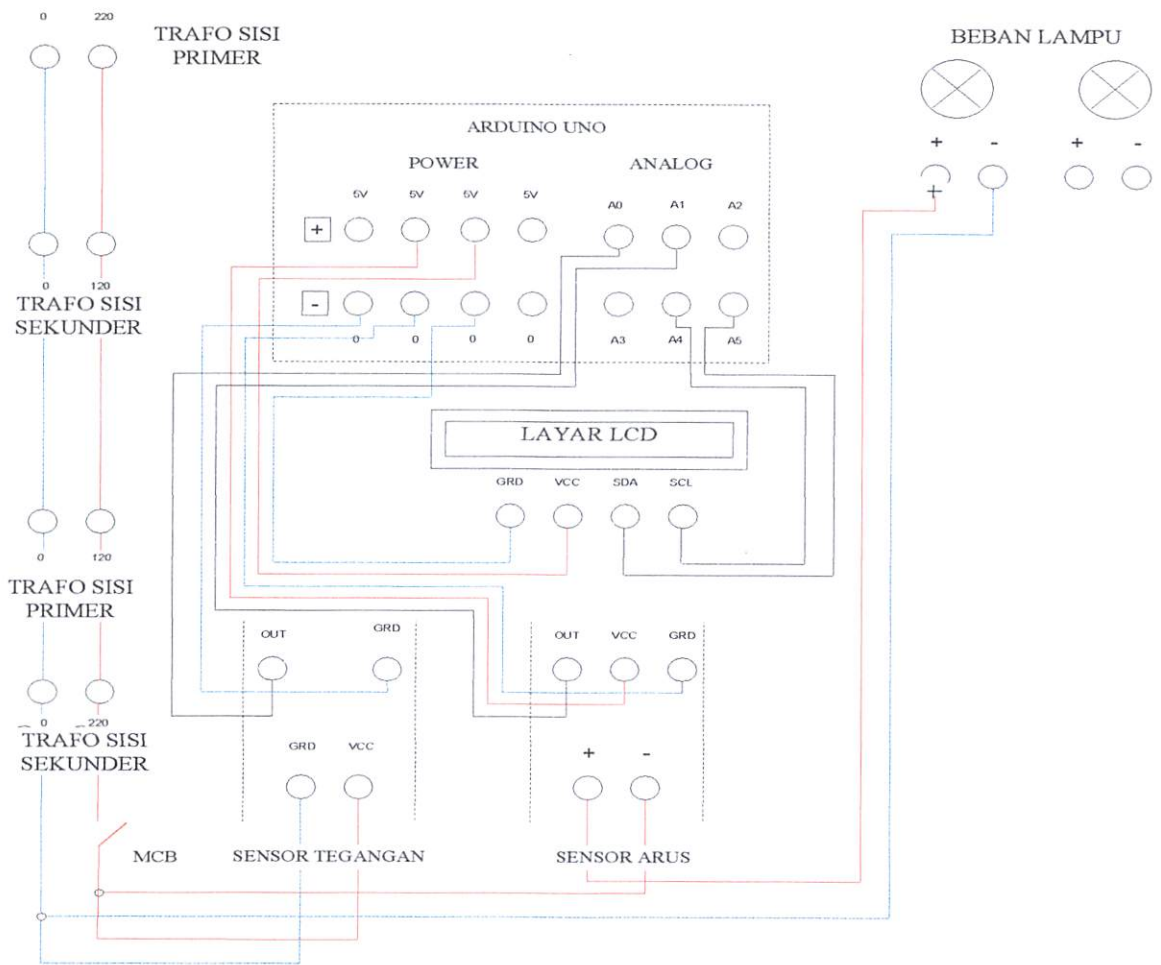 0 220
TRAFO SISI
PRIMER
BEBAN LAMPU
ARDUINO UNO
POWER ANALOG
5V 5V 5V 5V A0 A1 A2
+
-
0 0 0 0 A3 A4 A5
+ - + -
+
0 120
TRAFO SISI
SEKUNDER
LAYAR LCD
GRD VCC SDA SCL
0 120
TRAFO SISI
PRIMER
OUT GRD
OUT VCC GRD
0 220
TRAFO SISI
SEKUNDER
GRD VCC
+ -
MCB
SENSOR TEGANGAN
SENSOR ARUS